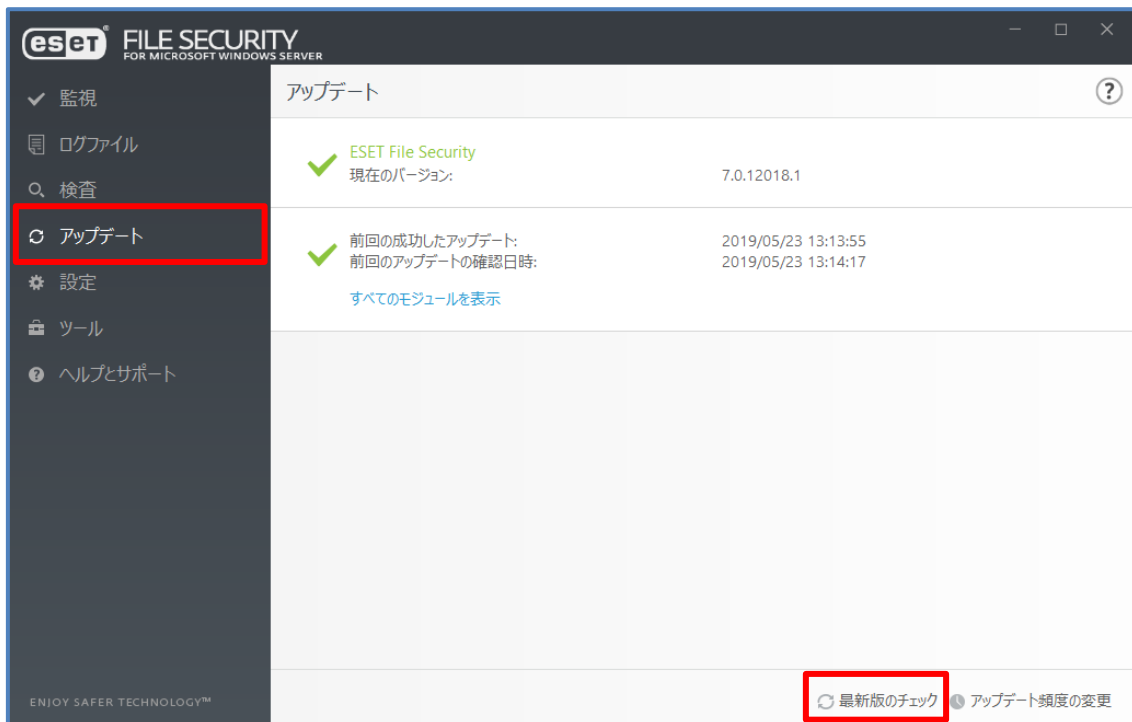 eset FILE SECURITY
FOR MICROSOFT WINDOWS SERVER
監視
ログファイル
検査
アップデート
設定
ツール
ヘルプとサポート
ENJOY SAFER TECHNOLOGY™
アップデート
ESET File Security
現在のバージョン: 7.0.12018.1
前回の成功したアップデート: 2019/05/23 13:13:55
前回のアップデートの確認日時: 2019/05/23 13:14:17
すべてのモジュールを表示
最新版のチェック アップデート頻度の変更